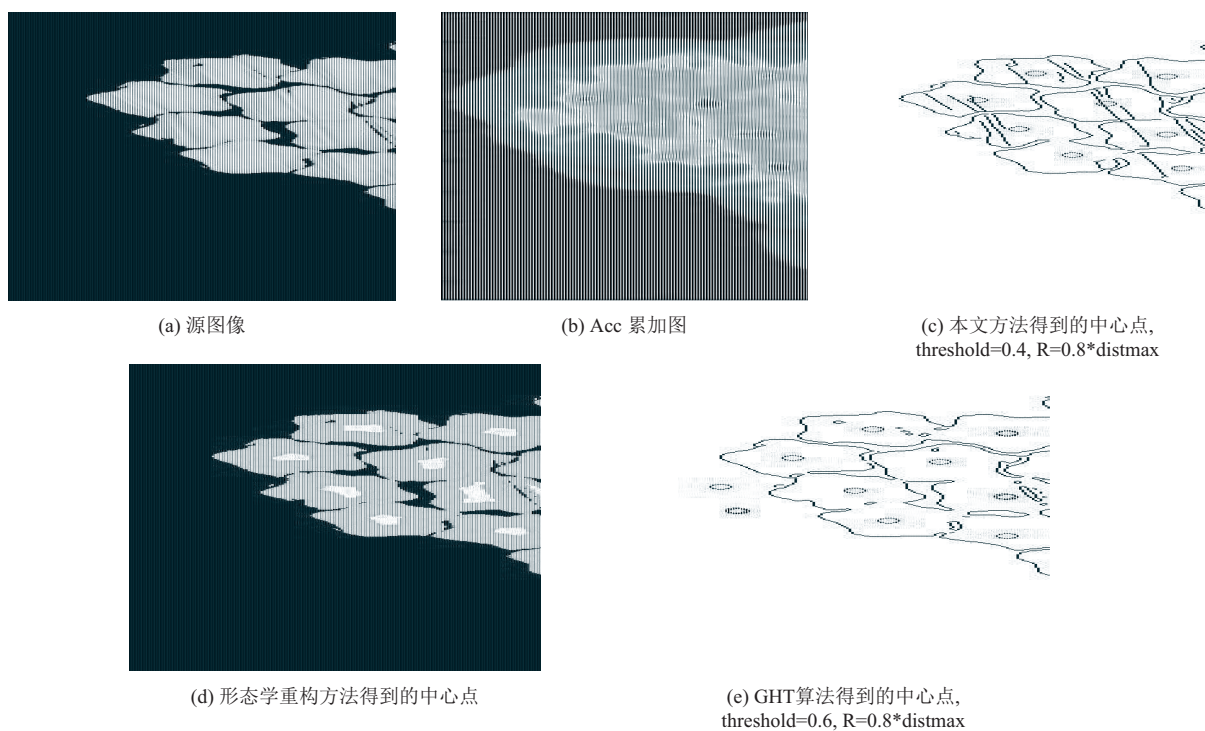 (a) 源图像
(b) Acc 累加图
(c) 本文方法得到的中心点,
threshold=0.4, R=0.8*distmax
(d) 形态学重构方法得到的中心点
(e) GHT算法得到的中心点,
threshold=0.6, R=0.8*distmax